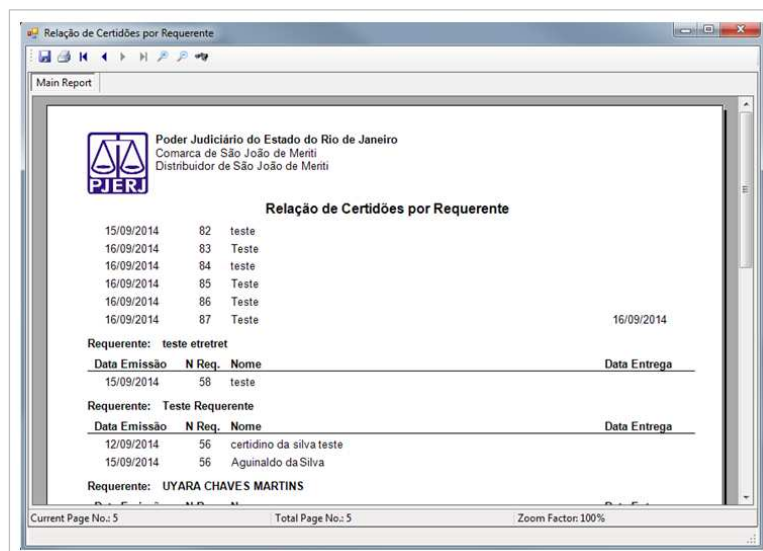 Relação de Certidões por Requerente
Main Report
Poder Judiciário do Estado do Rio de Janeiro
Comarca de São João de Meriti
Distribuidor de São João de Meriti
PJERJ
Relação de Certidões por Requerente
15/09/2014 82 teste
16/09/2014 83 Teste
16/09/2014 84 teste
16/09/2014 85 Teste
16/09/2014 86 Teste
16/09/2014 87 Teste 16/09/2014
Requerente: teste etretret
Data Emissão N Req. Nome Data Entrega
15/09/2014 58 teste
Requerente: Teste Requerente
Data Emissão N Req. Nome Data Entrega
12/09/2014 56 certidino da silva teste
15/09/2014 56 Aguinaldo da Silva
Requerente: UYARA CHAVES MARTINS
Current Page No.: 5 Total Page No.: 5 Zoom Factor: 100%